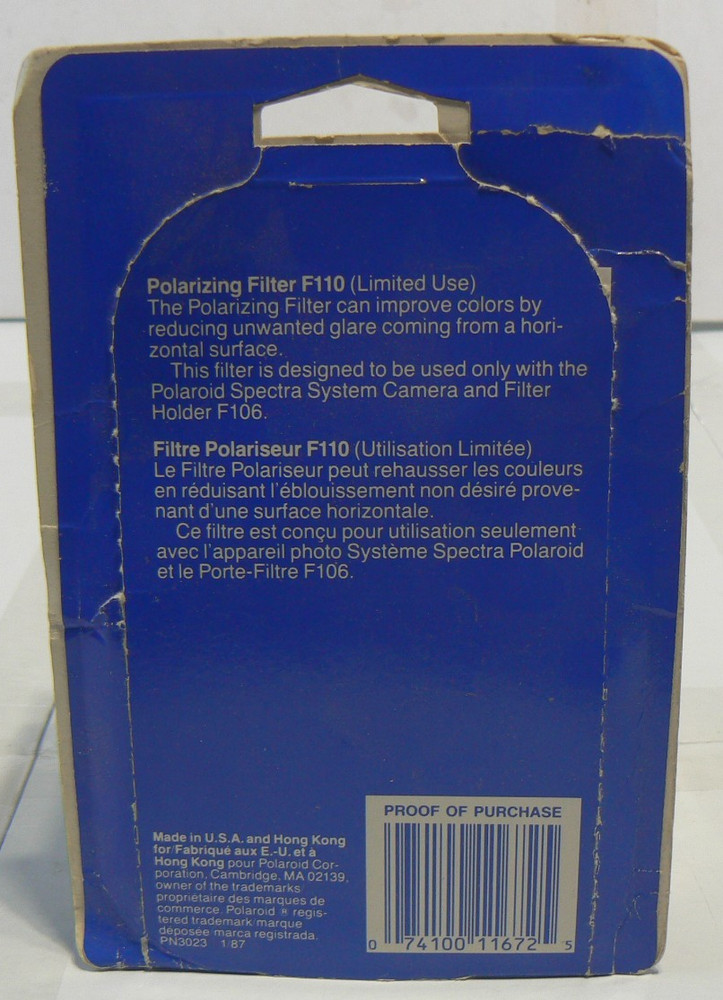 Polarizing Filter F110 (Limited Use)
The Polarizing Filter can improve colors by
reducing unwanted glare coming from a hori-
zontal surface.
This filter is designed to be used only with the
Polaroid Spectra System Camera and Filter
Holder F106.
Filtre Polariseur F110 (Utilisation Limitée)
Le Filtre Polariseur peut rehausser les couleurs
en réduisant l'éblouissement non désiré prove-
nant d'une surface horizontale.
Ce filtre est conçu pour utilisation seulement
avec l'appareil photo Système Spectra Polaroid
et le Porte-Filtre F106.
Made in U.S.A. and Hong Kong
for/Fabriqué aux E.-U. et à
Hong Kong pour Polaroid Cor-
poration, Cambridge, MA 02139,
owner of the trademarks/
propriétaire des marques de
commerce. Polaroid ® regis-
tered trademark/marque
déposée/marca registrada.
PN3023 1/87
PROOF OF PURCHASE
0 74100 11672 5